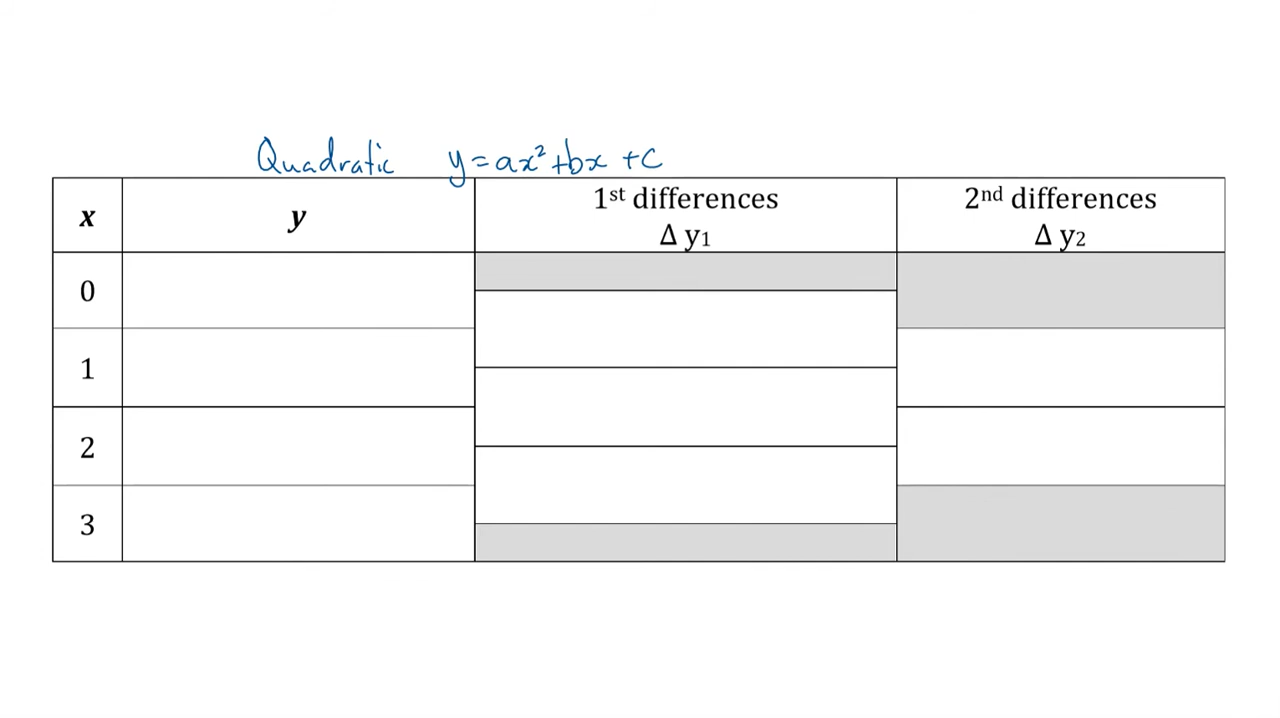 Quadratic y = ax² + bx + c
x y 1st differences Δ y1 2nd differences Δ y2
0
1
2
3